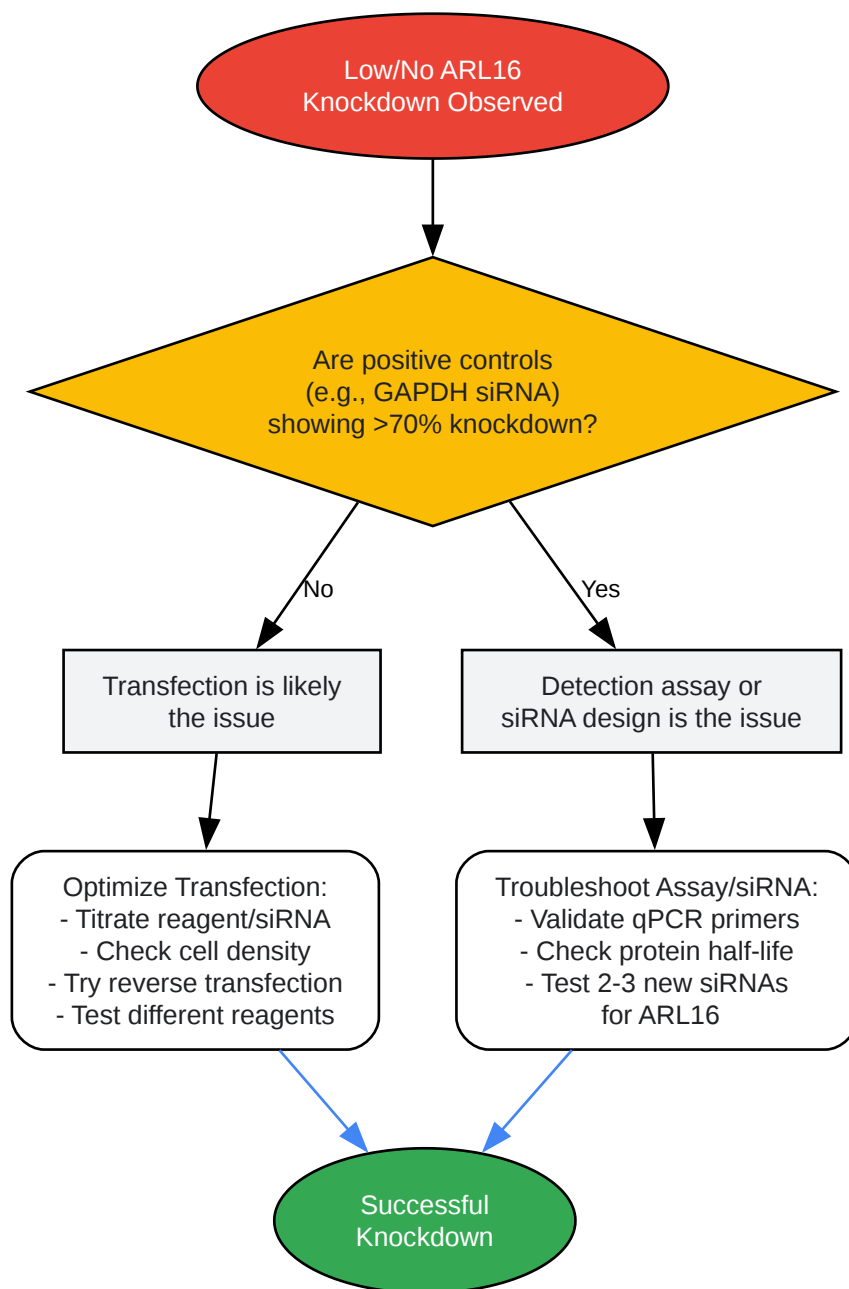 Low/No ARL16
Knockdown Observed
Are positive controls
(e.g., GAPDH siRNA)
showing >70% knockdown?
No
Yes
Transfection is likely
the issue
Detection assay or
siRNA design is the issue
Optimize Transfection:
- Titrate reagent/siRNA
- Check cell density
- Try reverse transfection
- Test different reagents
Troubleshoot Assay/siRNA:
- Validate qPCR primers
- Check protein half-life
- Test 2-3 new siRNAs
for ARL16
Successful
Knockdown